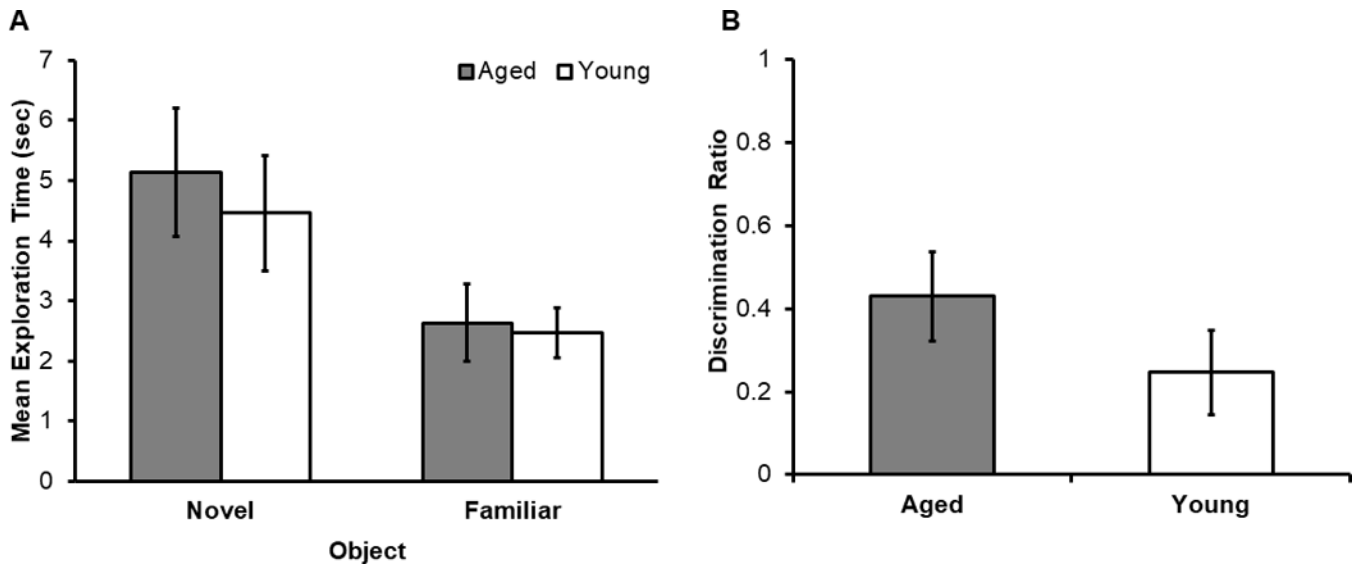 A
7
6
5
4
3
2
1
0
Mean Exploration Time (sec)
Aged Young
Novel Familiar
Object
B
1
0.8
0.6
0.4
0.2
0
Discrimination Ratio
Aged Young